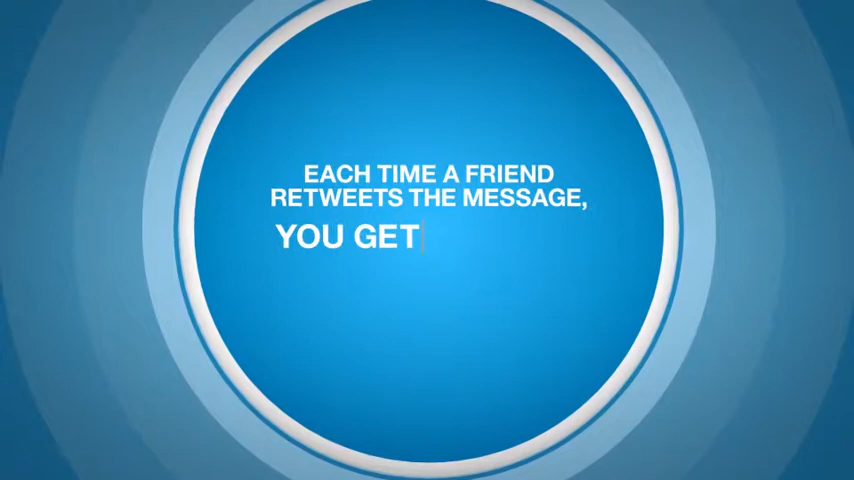 EACH TIME A FRIEND
RETWEETS THE MESSAGE,
YOU GET